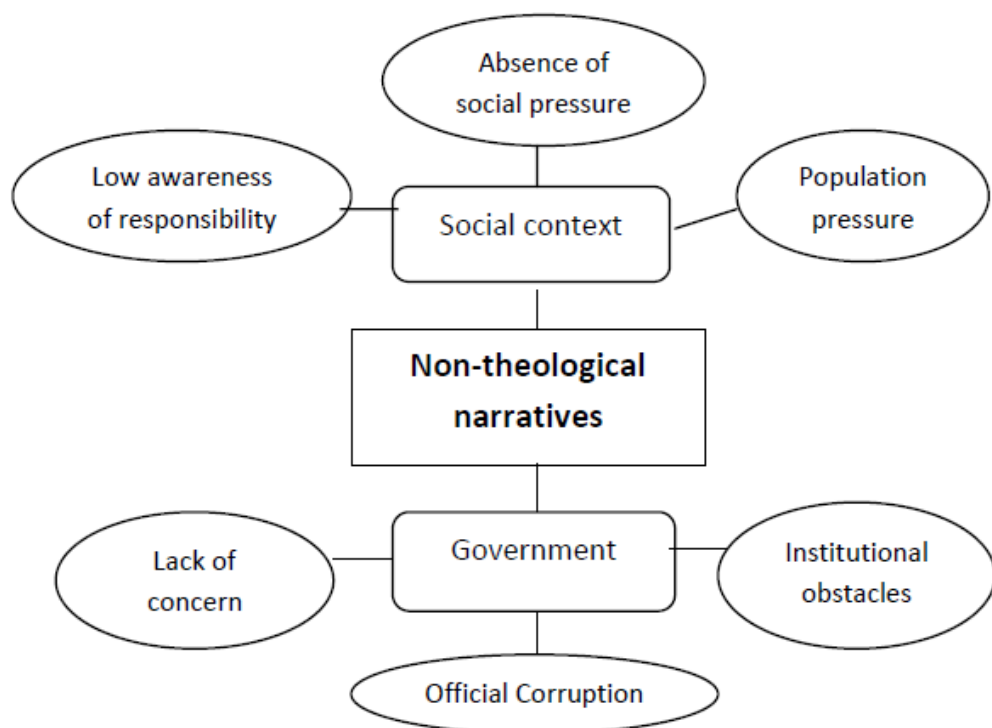 Absence of
social pressure
Low awareness
of responsibility
Social context
Population
pressure
Non-theological
narratives
Lack of
concern
Government
Institutional
obstacles
Official Corruption